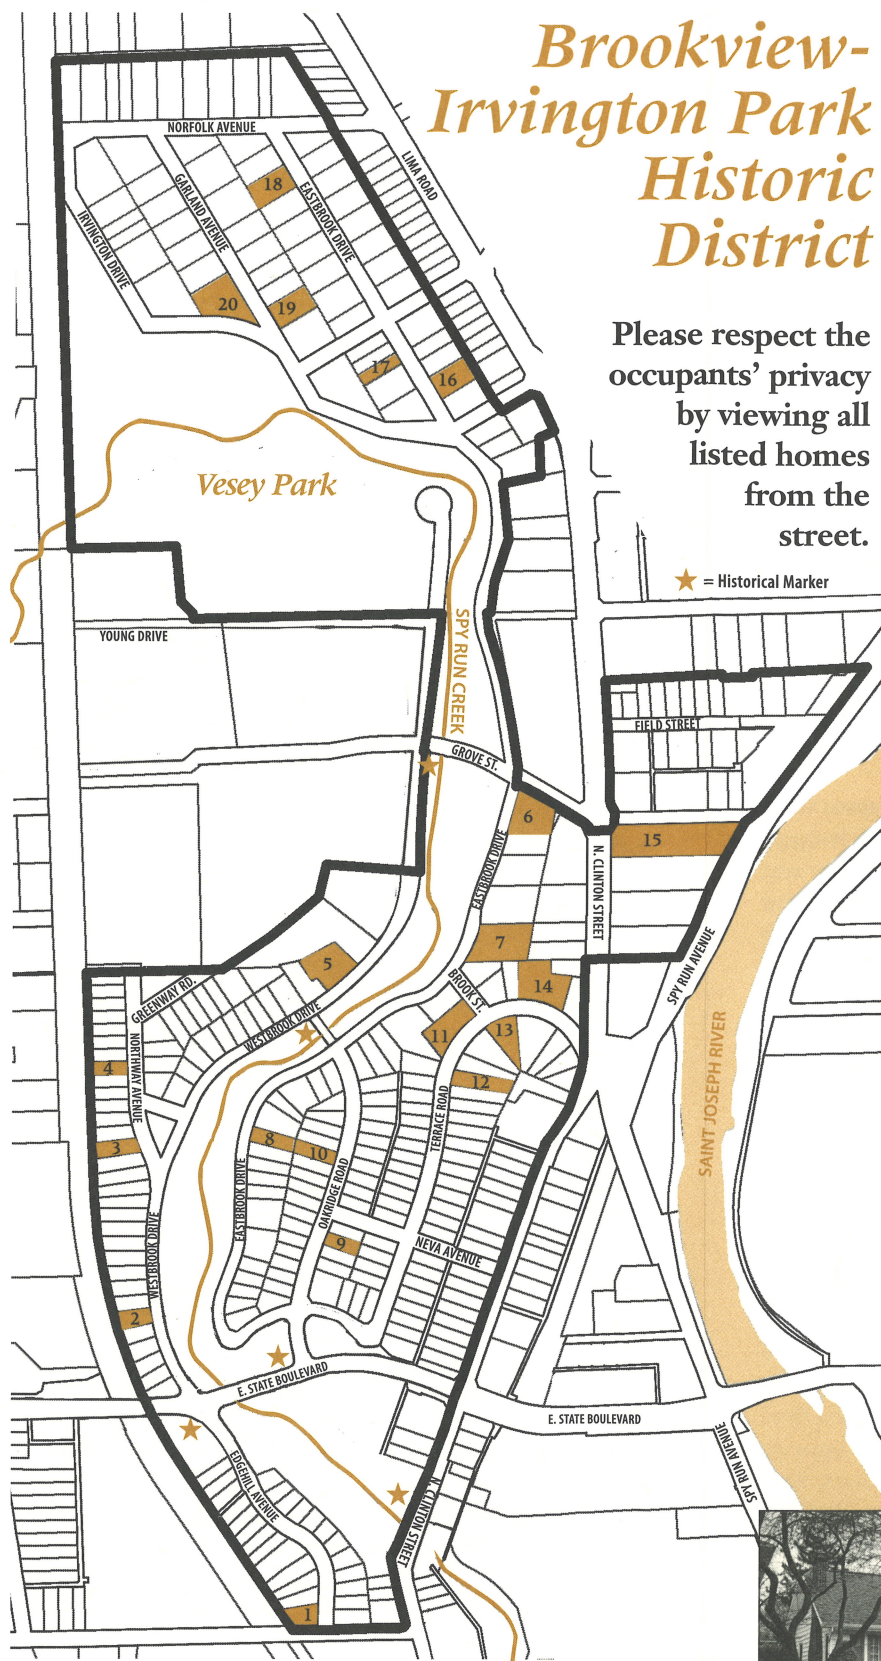 Brookview-
Irvington Park
Historic
District
Please respect the
occupants' privacy
by viewing all
listed homes
from the
street.
= Historical Marker
NORFOLK AVENUE
LIMA ROAD
18
GARLAND AVENUE
EASTBROOK DRIVE
IRVINGTON DRIVE
20
19
17
16
Vesey Park
YOUNG DRIVE
SPY RUN CREEK
FIELD STREET
GROVE ST.
6
15
EASTBROOK DRIVE
N. CLINTON STREET
7
SPY RUN AVENUE
5
GREENWAY RD.
BROOK ST.
14
WESTBROOK DRIVE
11
13
NORTHWAY AVENUE
4
12
SAINT JOSEPH RIVER
TERRACE ROAD
3
8
10
EASTBROOK DRIVE
OAKRIDGE ROAD
WESTBROOK DRIVE
9
NEVA AVENUE
2
E. STATE BOULEVARD
E. STATE BOULEVARD
SPY RUN AVENUE
EDGEHILL AVENUE
N. CLINTON STREET
1